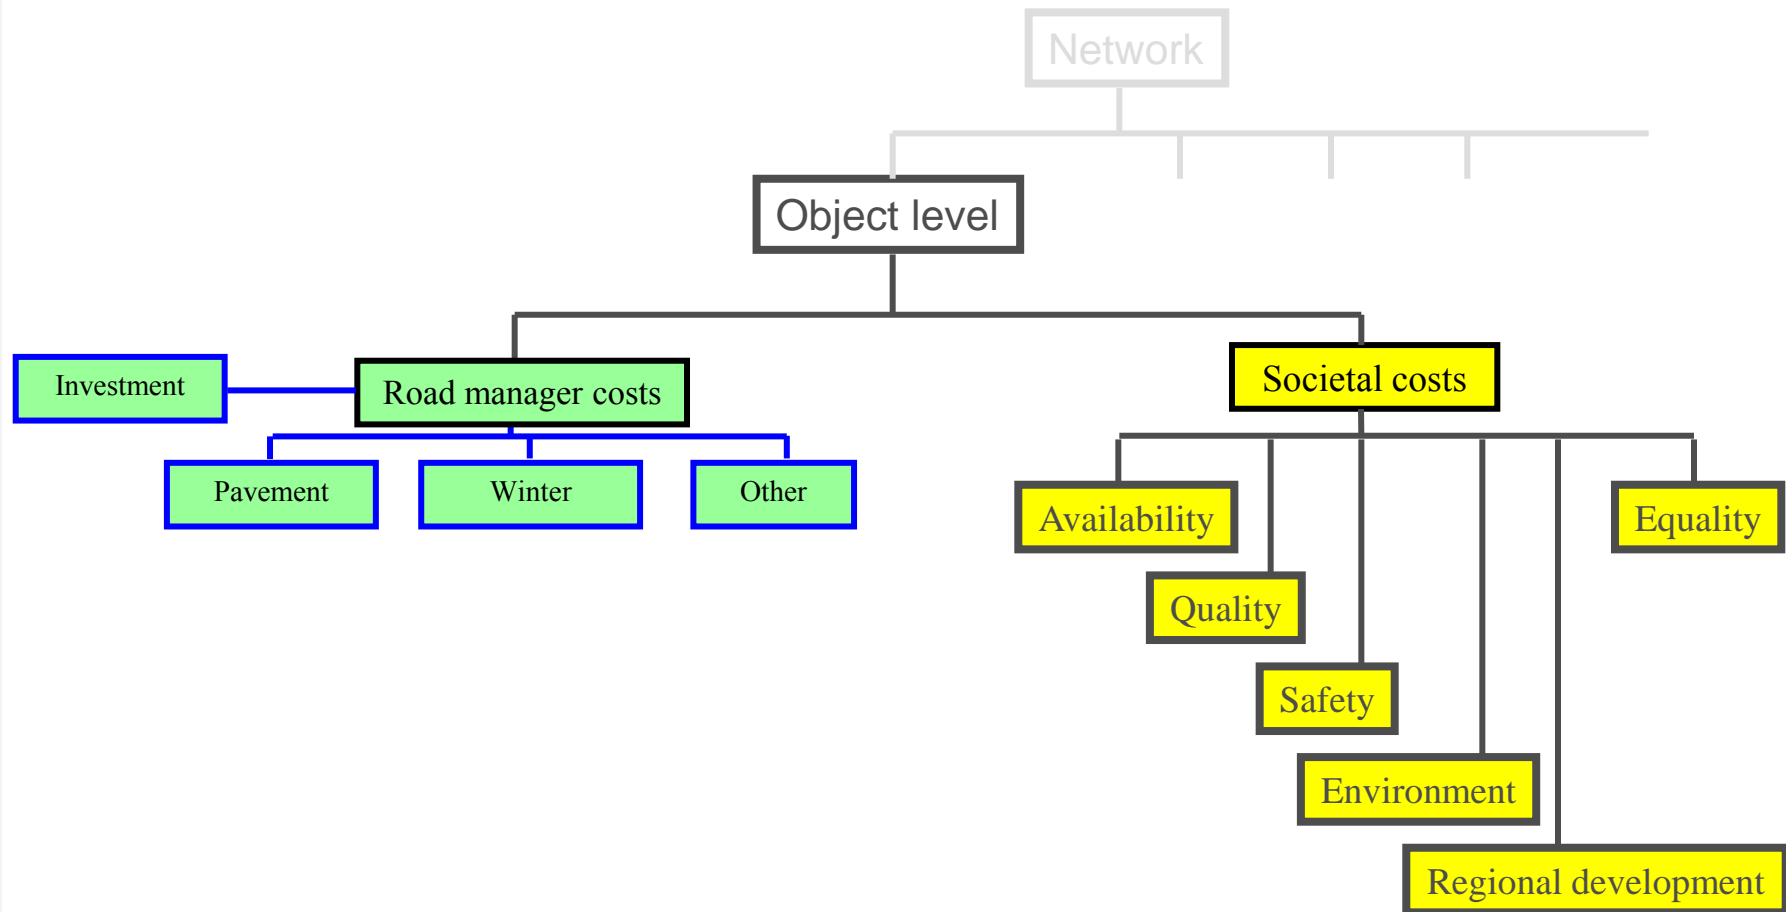 Network
Object level
Road manager costs
Societal costs
Investment
Pavement
Winter
Other
Availability
Equality
Quality
Safety
Environment
Regional development